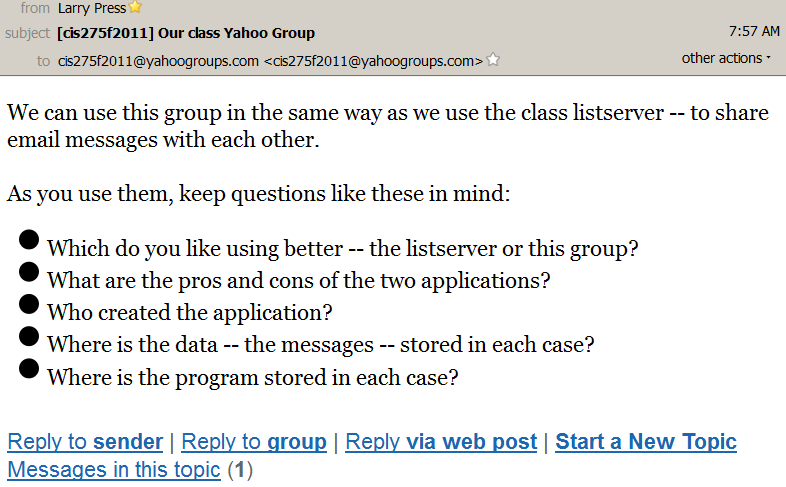 from Larry Press
subject [cis275f2011] Our class Yahoo Group 7:57 AM
to cis275f2011@yahoogroups.com <cis275f2011@yahoogroups.com> other actions
We can use this group in the same way as we use the class listserver -- to share
email messages with each other.
As you use them, keep questions like these in mind:
Which do you like using better -- the listserver or this group?
What are the pros and cons of the two applications?
Who created the application?
Where is the data -- the messages -- stored in each case?
Where is the program stored in each case?
Reply to sender | Reply to group | Reply via web post | Start a New Topic
Messages in this topic (1)